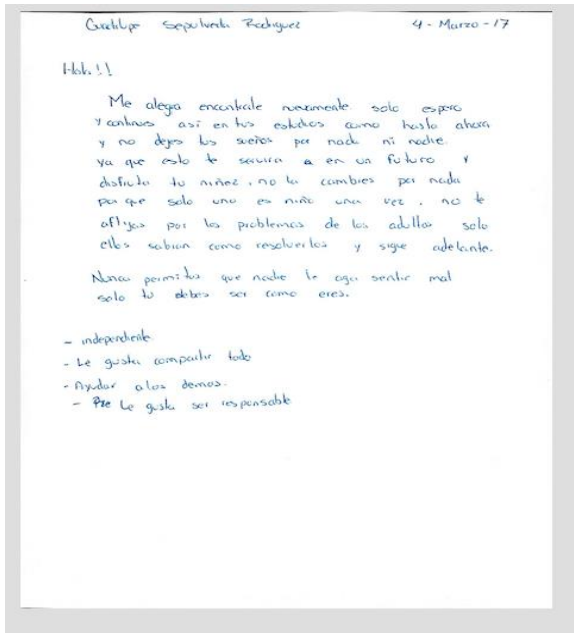 Guadalupe Sepulveda Rodriguez 4 - Marzo - 17
Hola!!
Me alegra encontrale nuevamente solo espero
y continues así en tus estudios como hasta ahora
y no dejes tus sueños por nada ni nadie
ya que esto te servira a en un futuro y
disfruta tu niñez, no la cambies por nada
por que solo uno es niño una vez, no te
aflijas por los problemas de los adultos solo
ellos sabran como resolverlos y sigue adelante.
Nunca permitas que nadie te aga sentir mal
solo tu debes ser como eres.
- independiente
- Le gusta compartir todo
- Ayudar a los demas.
- Le gusta ser responsable